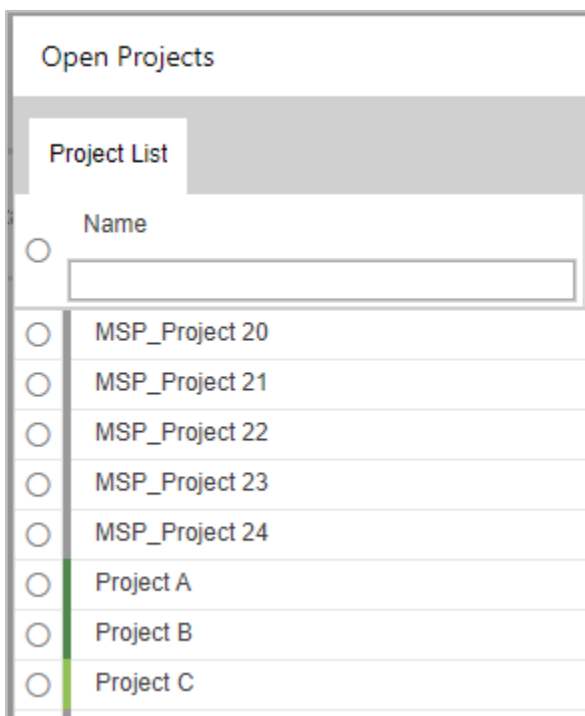 Open Projects
Project List
Name
MSP_Project 20
MSP_Project 21
MSP_Project 22
MSP_Project 23
MSP_Project 24
Project A
Project B
Project C